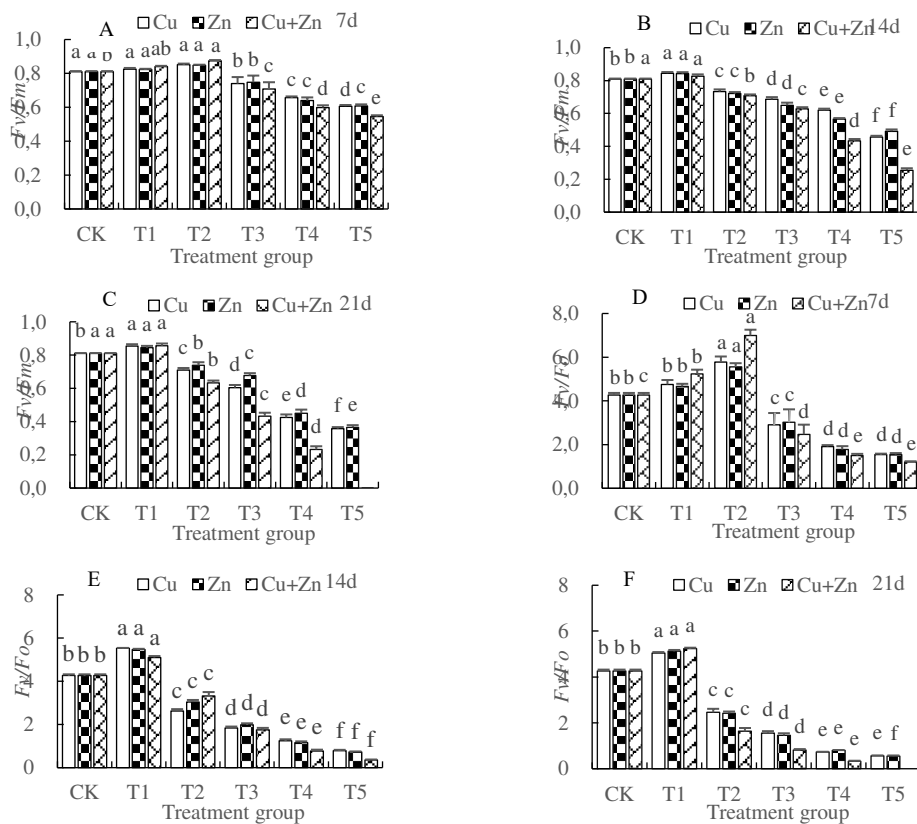 A Cu Zn Cu+Zn 7d
1,0
0,8
0,6
0,4
0,2
0,0
Fv/Fm
a a b a a ab a a a b b c c c d d d e
CK T1 T2 T3 T4 T5
Treatment group
B Cu Zn Cu+Zn 14d
1,0
0,8
0,6
0,4
0,2
0,0
Fv/Fm
b b a a a a c c b d d c e e d f f e
CK T1 T2 T3 T4 T5
Treatment group
C Cu Zn Cu+Zn 21d
1,0
0,8
0,6
0,4
0,2
0,0
Fv/Fm
b a a a a a c b b d c c e d d f e
CK T1 T2 T3 T4 T5
Treatment group
D Cu Zn Cu+Zn 7d
8,0
6,0
4,0
2,0
0,0
Fv/Fo
b b c b b b a a a c c d d d e d d e
CK T1 T2 T3 T4 T5
Treatment group
E Cu Zn Cu+Zn 14d
8
6
4
2
0
Fv/Fo
b b b a a a c c c d d d e e e f f f
CK T1 T2 T3 T4 T5
Treatment group
F Cu Zn Cu+Zn 21d
8
6
4
2
0
Fv/Fo
b b b a a a c c c d d d e e e e f
CK T1 T2 T3 T4 T5
Treatment group